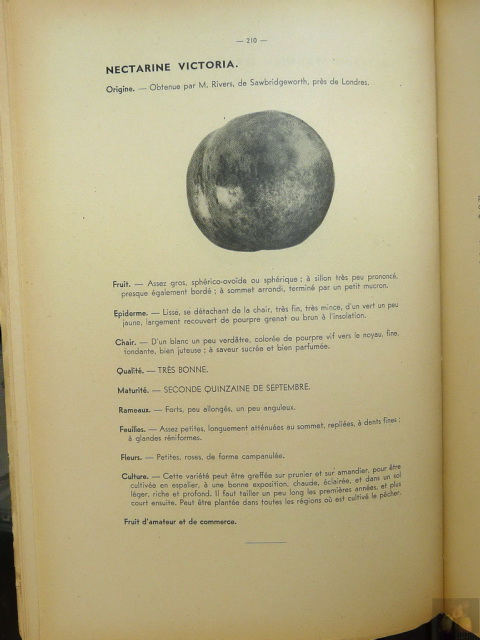 — 210 —
NECTARINE VICTORIA.
Origine. — Obtenue par M. Rivers, de Sawbridgeworth, près de Londres.
Fruit. — Assez gros, sphérico-ovoïde ou sphérique ; à sillon très peu prononcé,
presque également bordé ; à sommet arrondi, terminé par un petit mucron.
Epiderme. — Lisse, se détachant de la chair, très fin, très mince, d'un vert un peu
jaune, largement recouvert de pourpre grenat ou brun à l'insolation.
Chair. — D'un blanc un peu verdâtre, colorée de pourpre vif vers le noyau, fine,
fondante, bien juteuse ; à saveur sucrée et bien parfumée.
Qualité. — TRÈS BONNE.
Maturité. — SECONDE QUINZAINE DE SEPTEMBRE.
Rameaux. — Forts, peu allongés, un peu anguleux.
Feuilles. — Assez petites, longuement atténuées au sommet, repliées, à dents fines ;
à glandes réniformes.
Fleurs. — Petites, roses, de forme campanulée.
Culture. — Cette variété peut être greffée sur prunier et sur amandier, pour être
cultivée en espalier, à une bonne exposition, chaude, éclairée, et dans un sol
léger, riche et profond. Il faut tailler un peu long les premières années, et plus
court ensuite. Peut être plantée dans toutes les régions où est cultivé le pêcher.
Fruit d'amateur et de commerce.